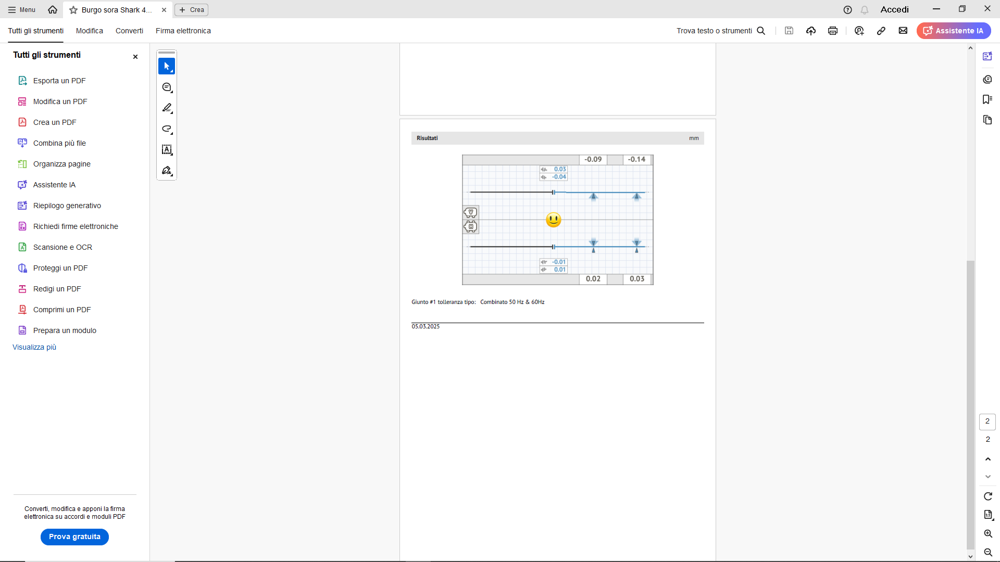 Menu
Burgo sora Shark 4...
Crea
Accedi
Tutti gli strumenti
Modifica
Converti
Firma elettronica
Trova testo o strumenti
Assistente IA
Tutti gli strumenti
Esporta un PDF
Modifica un PDF
Crea un PDF
Combina più file
Organizza pagine
Assistente IA
Riepilogo generativo
Richiedi firme elettroniche
Scansione e OCR
Proteggi un PDF
Redigi un PDF
Comprimi un PDF
Prepara un modulo
Visualizza più
Converti, modifica e apponi la firma
elettronica su accordi e moduli PDF
Prova gratuita
Risultati mm
-0.09 -0.14
0.03
-0.04
V
H
-0.01
0.01
0.02 0.03
Giunto #1 tolleranza tipo: Combinato 50 Hz & 60Hz
05.03.2025
2
2